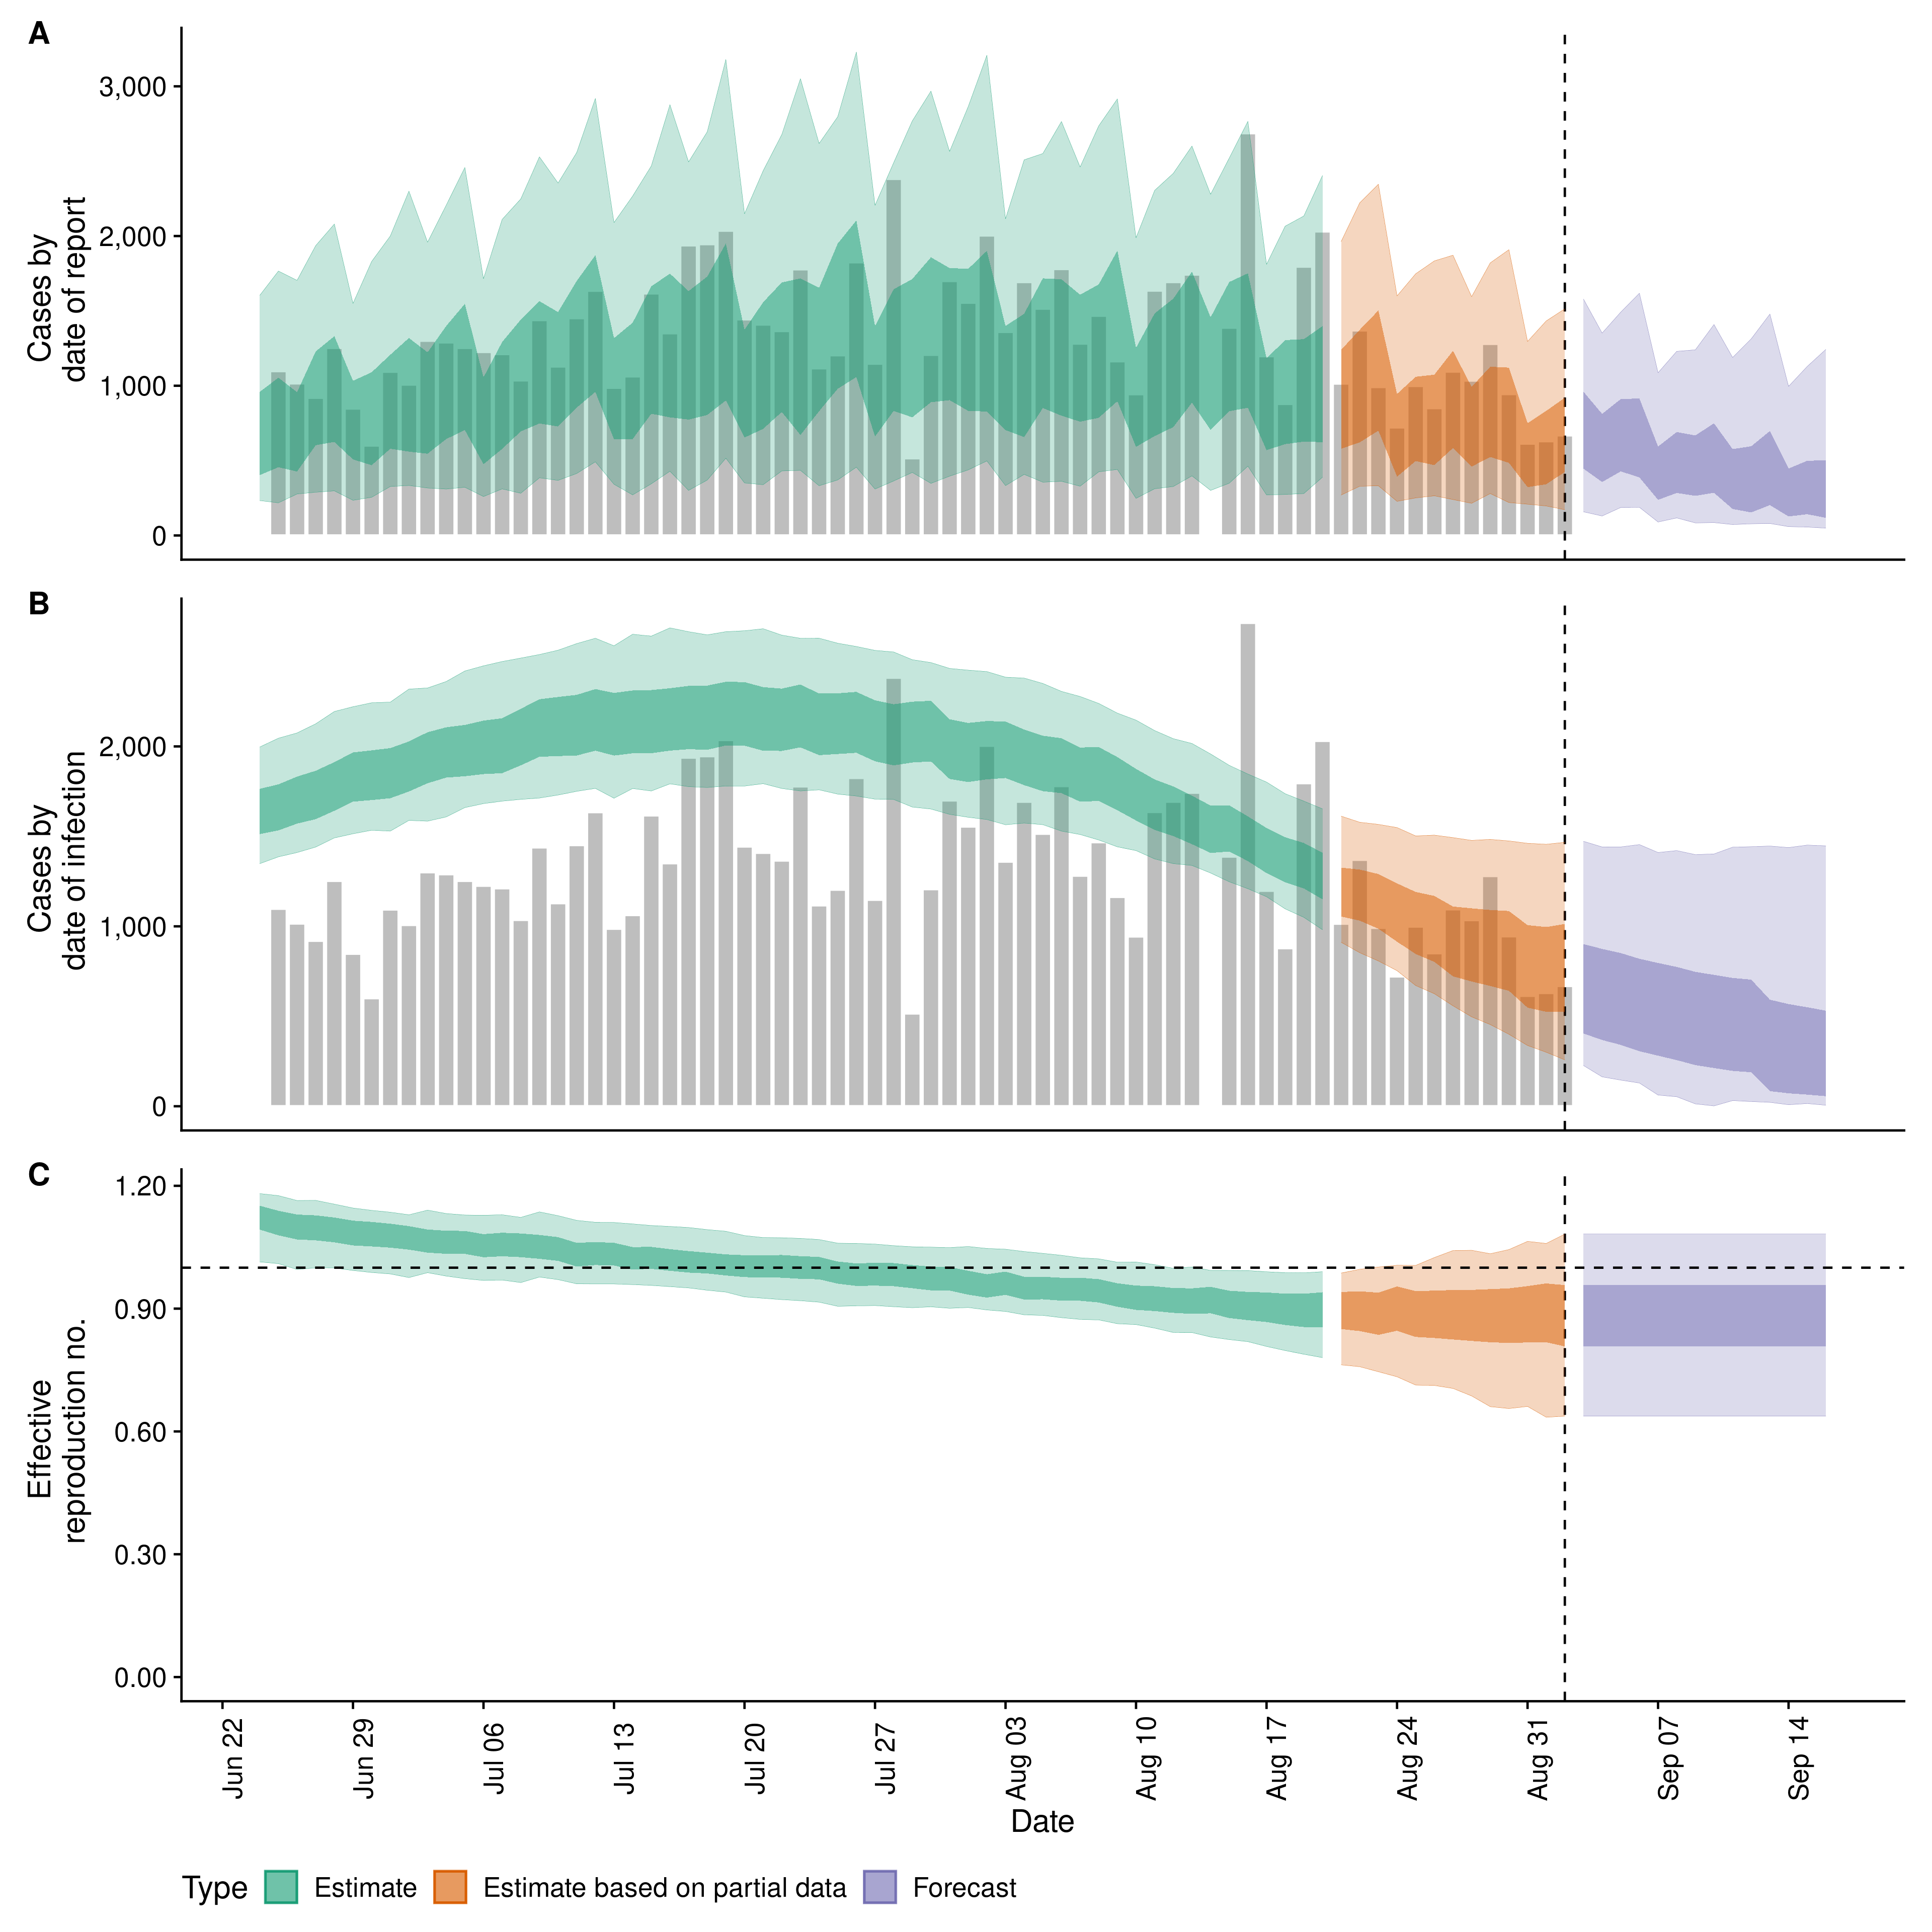 A
Cases by
date of report
3,000
2,000
1,000
0
B
Cases by
date of infection
2,000
1,000
0
C
Effective
reproduction no.
1.20
0.90
0.60
0.30
0.00
Jun 22
Jun 29
Jul 06
Jul 13
Jul 20
Jul 27
Aug 03
Aug 10
Aug 17
Aug 24
Aug 31
Sep 07
Sep 14
Date
Type Estimate Estimate based on partial data Forecast